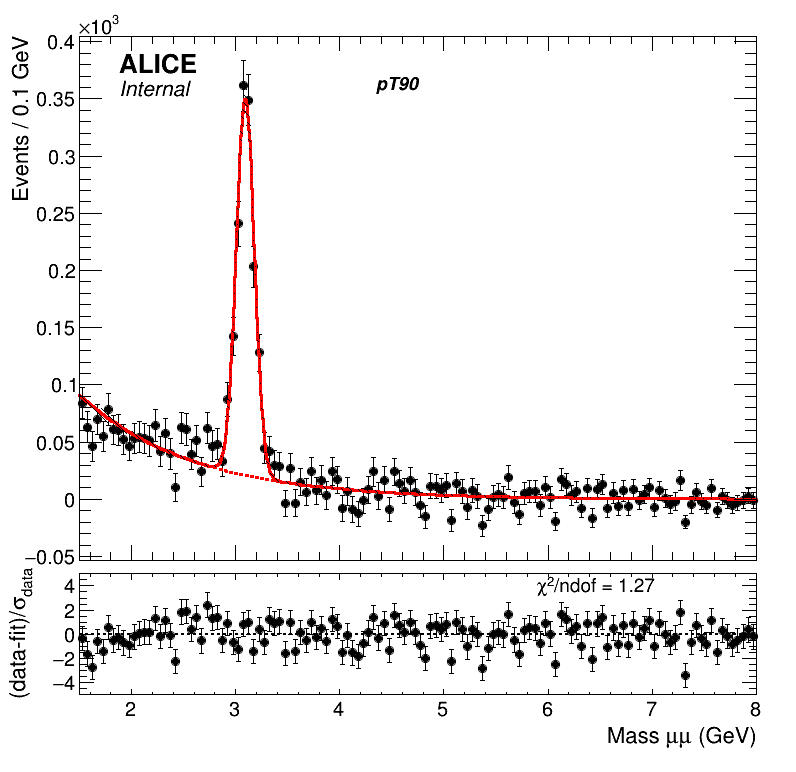 ×10³
ALICE
Internal
pT90
Events / 0.1 GeV
0.4
0.35
0.3
0.25
0.2
0.15
0.1
0.05
0
−0.05
χ²/ndof = 1.27
(data-fit)/σdata
4
2
0
−2
−4
2 3 4 5 6 7 8
Mass μμ (GeV)